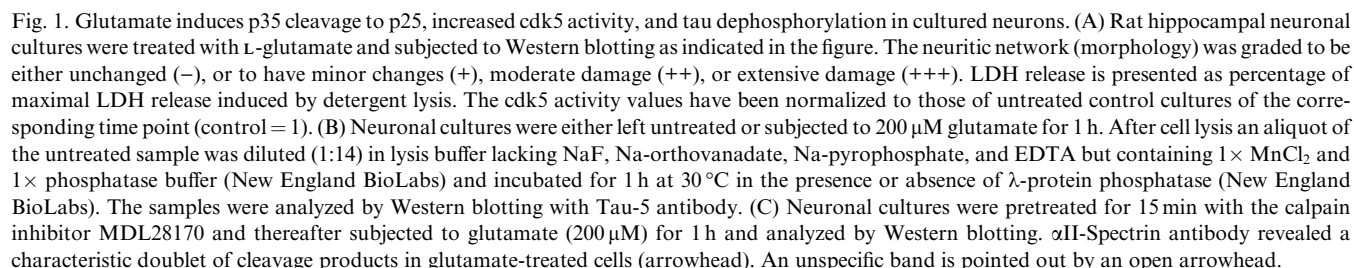 Fig. 1. Glutamate induces p35 cleavage to p25, increased cdk5 activity, and tau dephosphorylation in cultured neurons. (A) Rat hippocampal neuronal
cultures were treated with L-glutamate and subjected to Western blotting as indicated in the figure. The neuritic network (morphology) was graded to be
either unchanged (−), or to have minor changes (+), moderate damage (++), or extensive damage (+++). LDH release is presented as percentage of
maximal LDH release induced by detergent lysis. The cdk5 activity values have been normalized to those of untreated control cultures of the corre-
sponding time point (control = 1). (B) Neuronal cultures were either left untreated or subjected to 200 μM glutamate for 1 h. After cell lysis an aliquot of
the untreated sample was diluted (1:14) in lysis buffer lacking NaF, Na-orthovanadate, Na-pyrophosphate, and EDTA but containing 1× MnCl₂ and
1× phosphatase buffer (New England BioLabs) and incubated for 1 h at 30 °C in the presence or absence of λ-protein phosphatase (New England
BioLabs). The samples were analyzed by Western blotting with Tau-5 antibody. (C) Neuronal cultures were pretreated for 15 min with the calpain
inhibitor MDL28170 and thereafter subjected to glutamate (200 μM) for 1 h and analyzed by Western blotting. αII-Spectrin antibody revealed a
characteristic doublet of cleavage products in glutamate-treated cells (arrowhead). An unspecific band is pointed out by an open arrowhead.